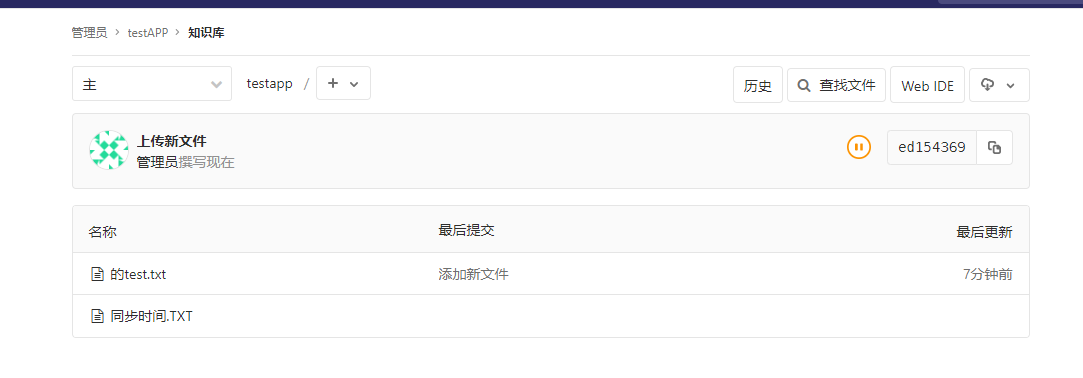 管理员 › testAPP › 知识库
主 testapp / + 历史 查找文件 Web IDE
上传新文件
管理员撰写现在 ed154369
名称 最后提交 最后更新
的test.txt 添加新文件 7分钟前
同步时间.TXT